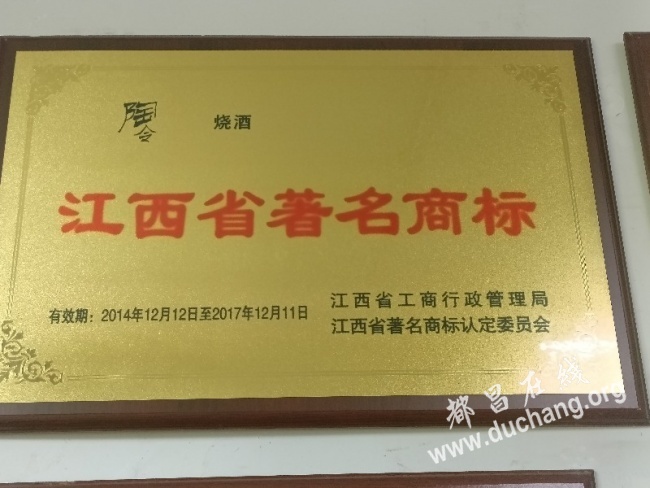 陶令 烧酒
江西省著名商标
有效期：2014年12月12日至2017年12月11日
江西省工商行政管理局
江西省著名商标认定委员会
都昌在线
www.duchang.org